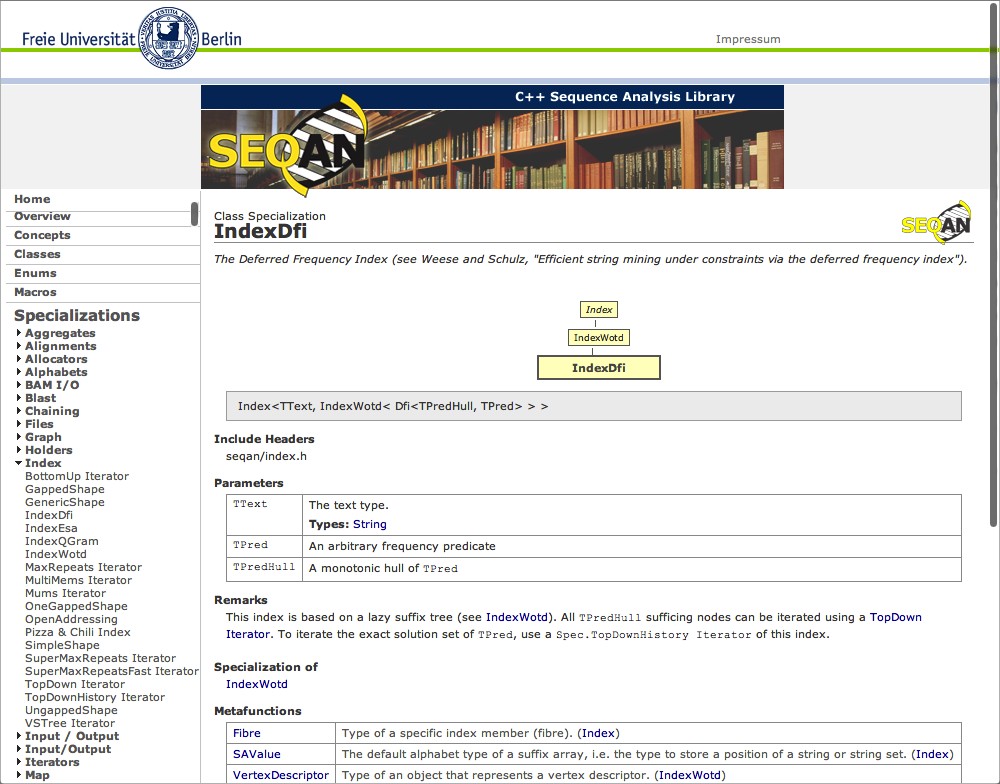 Freie Universität Berlin
Impressum
C++ Sequence Analysis Library
SEQAN
Home
Overview
Concepts
Classes
Enums
Macros
Specializations
Aggregates
Alignments
Allocators
Alphabets
BAM I/O
Blast
Chaining
Files
Graph
Holders
Index
BottomUp Iterator
GappedShape
GenericShape
IndexDfi
IndexEsa
IndexQGram
IndexWotd
MaxRepeats Iterator
MultiMems Iterator
Mums Iterator
OneGappedShape
OpenAddressing
Pizza & Chili Index
SimpleShape
SuperMaxRepeats Iterator
SuperMaxRepeatsFast Iterator
TopDown Iterator
TopDownHistory Iterator
UngappedShape
VSTree Iterator
Input / Output
Input/Output
Iterators
Map
Class Specialization
IndexDfi
SEQAN
The Deferred Frequency Index (see Weese and Schulz, "Efficient string mining under constraints via the deferred frequency index").
Index
IndexWotd
IndexDfi
Index<TText, IndexWotd< Dfi<TPredHull, TPred> > >
Include Headers
seqan/index.h
Parameters
TText The text type.
Types: String
TPred An arbitrary frequency predicate
TPredHull A monotonic hull of TPred
Remarks
This index is based on a lazy suffix tree (see IndexWotd). All TPredHull sufficing nodes can be iterated using a TopDown
Iterator. To iterate the exact solution set of TPred, use a Spec.TopDownHistory Iterator of this index.
Specialization of
IndexWotd
Metafunctions
Fibre Type of a specific index member (fibre). (Index)
SAValue The default alphabet type of a suffix array, i.e. the type to store a position of a string or string set. (Index)
VertexDescriptor Type of an object that represents a vertex descriptor. (IndexWotd)